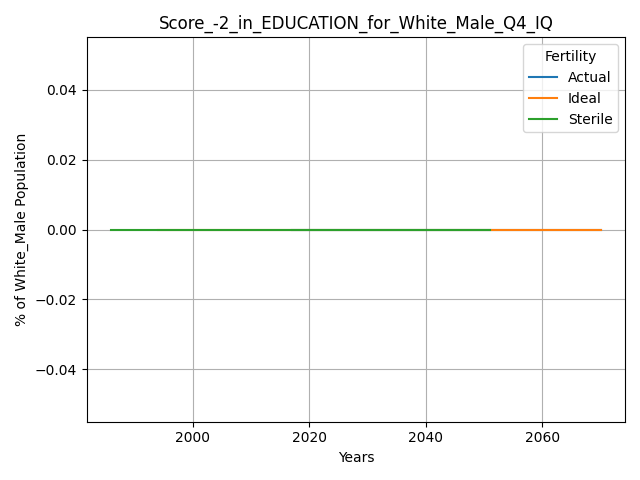 Score_-2_in_EDUCATION_for_White_Male_Q4_IQ
Fertility
Actual
Ideal
Sterile
% of White_Male Population
0.04
0.02
0.00
−0.02
−0.04
2000
2020
2040
2060
Years